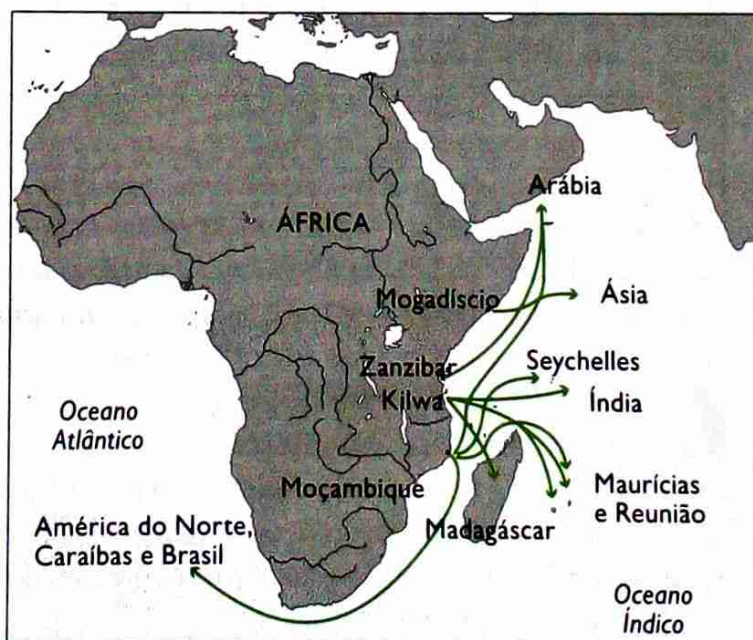 Arábia
ÁFRICA
Mogadíscio
Ásia
Zanzibar
Seychelles
Kilwa
Índia
Oceano
Atlântico
Moçambique
Maurícias
e Reunião
América do Norte,
Caraíbas e Brasil
Madagáscar
Oceano
Índico